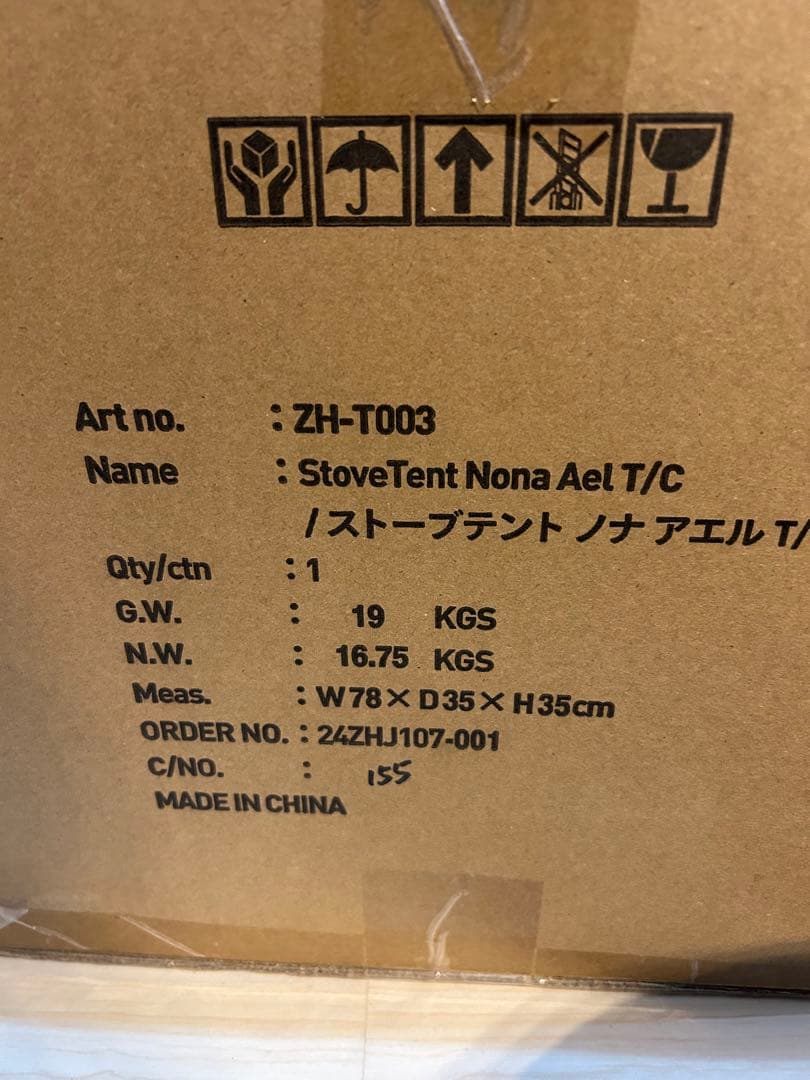 Art no. : ZH-T003
Name : StoveTent Nona Ael T/C
/ ストーブテント ノナ アエル T/
Qty/ctn : 1
G.W. : 19 KGS
N.W. : 16.75 KGS
Meas. : W78×D35×H35cm
ORDER NO. : 24ZHJ107-001
C/NO. : 155
MADE IN CHINA